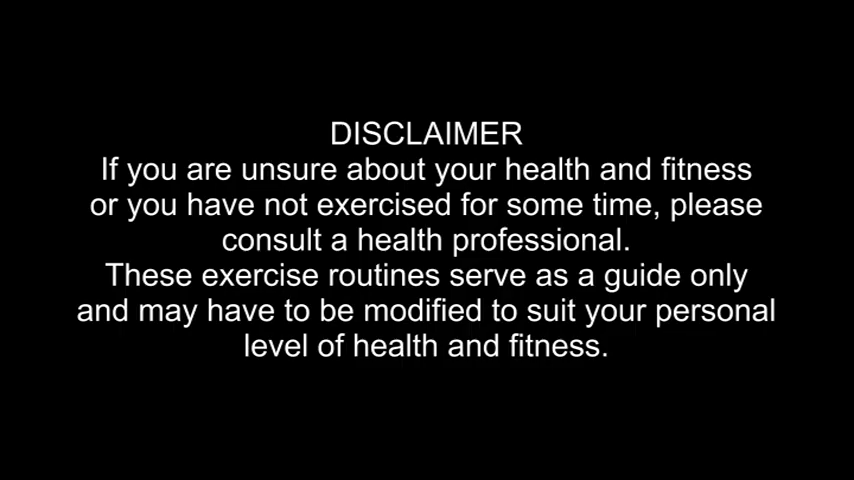 DISCLAIMER
If you are unsure about your health and fitness
or you have not exercised for some time, please
consult a health professional.
These exercise routines serve as a guide only
and may have to be modified to suit your personal
level of health and fitness.